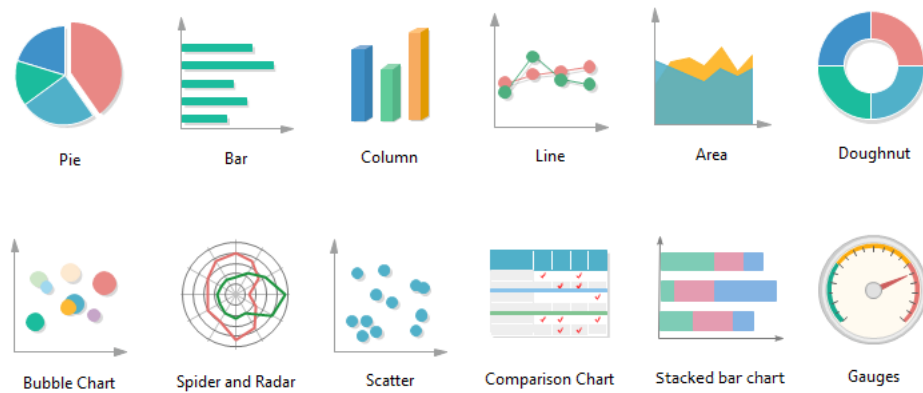 Pie
Bar
Column
Line
Area
Doughnut
Bubble Chart
Spider and Radar
Scatter
Comparison Chart
Stacked bar chart
Gauges